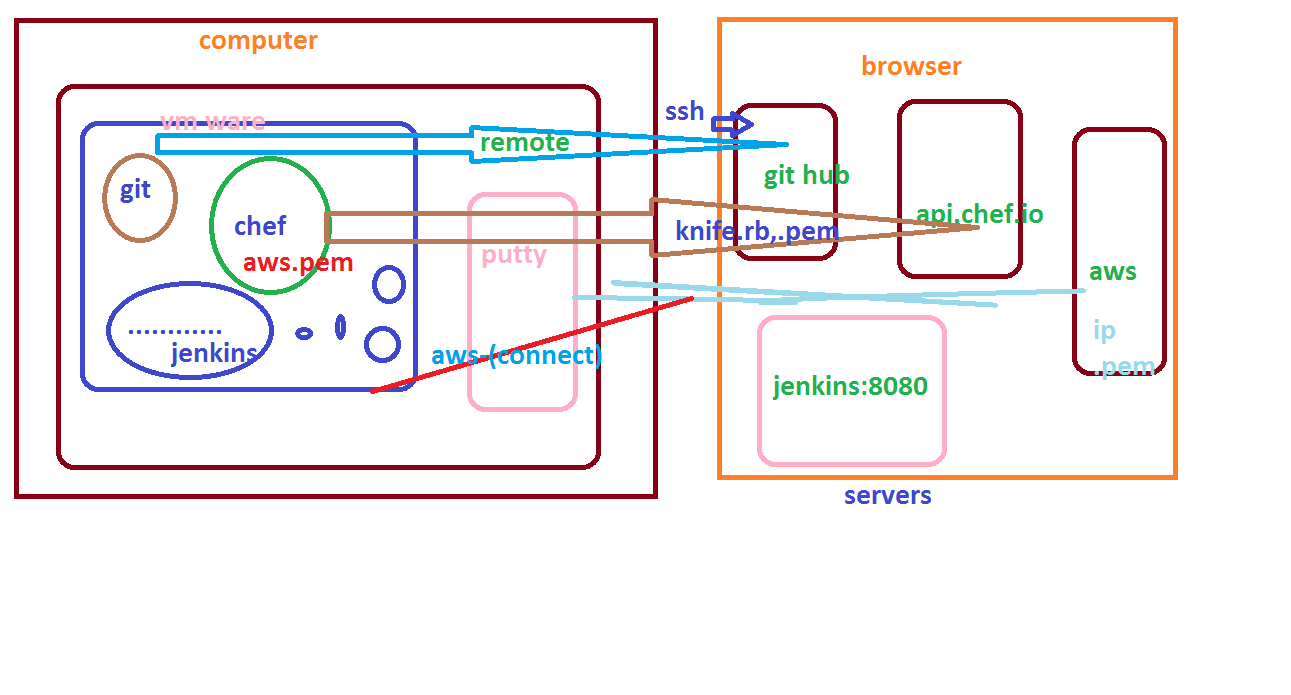 computer
vm ware
remote
git
chef
aws.pem
putty
............
jenkins
aws-(connect)
browser
ssh
git hub
api.chef.io
knife.rb,.pem
aws
ip
.pem
jenkins:8080
servers